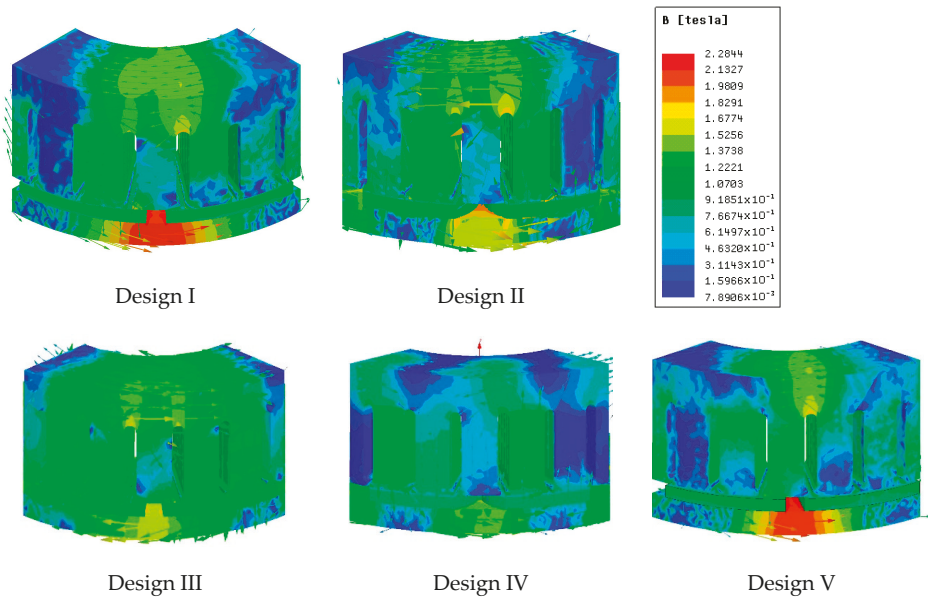 B [tesla]
2.2844
2.1327
1.9809
1.8291
1.6774
1.5256
1.3738
1.2221
1.0703
9.1851x10⁻¹
7.6674x10⁻¹
6.1497x10⁻¹
4.6320x10⁻¹
3.1143x10⁻¹
1.5966x10⁻¹
7.8906x10⁻³
Design I
Design II
Design III
Design IV
Design V